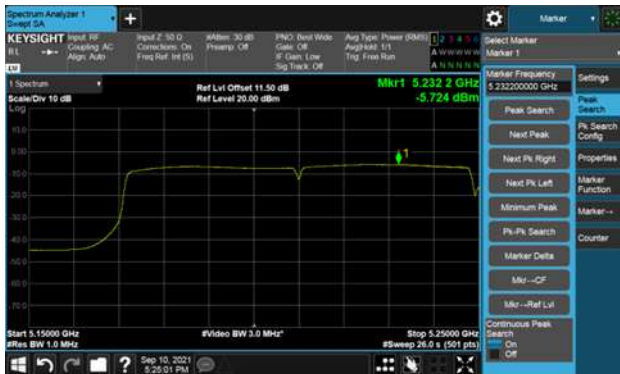 Spectrum Analyzer 1
Swept SA
Marker
KEYSIGHT Input: RF
RL
Coupling: AC
Align: Auto
Input Z: 50 Ω
Corrections: On
Freq Ref: Int (S)
#Atten: 30 dB
Preamp: Off
PNO: Best Wide
Gate: Off
IF Gain: Low
Sig Track: Off
Avg Type: Power (RMS)
Avg|Hold: 1/1
Trig: Free Run
1 2 3 4 5 6
A W W W W W
A N N N N N
Select Marker
Marker 1
1 Spectrum
Scale/Div 10 dB
Log
Ref Lvl Offset 11.50 dB
Ref Level 20.00 dBm
Mkr1 5.232 2 GHz
-5.724 dBm
10.0
0.00
-10.0
-20.0
-30.0
-40.0
-50.0
-60.0
-70.0
1
Start 5.15000 GHz
#Res BW 1.0 MHz
#Video BW 3.0 MHz*
Stop 5.25000 GHz
#Sweep 26.0 s (501 pts)
Marker Frequency
5.232200000 GHz
Peak Search
Next Peak
Next Pk Right
Next Pk Left
Minimum Peak
Pk-Pk Search
Marker Delta
Mkr→CF
Mkr→Ref Lvl
Continuous Peak
Search
On
Off
Settings
Peak
Search
Pk Search
Config
Properties
Marker
Function
Marker→
Counter
Sep 10, 2021
5:25:01 PM